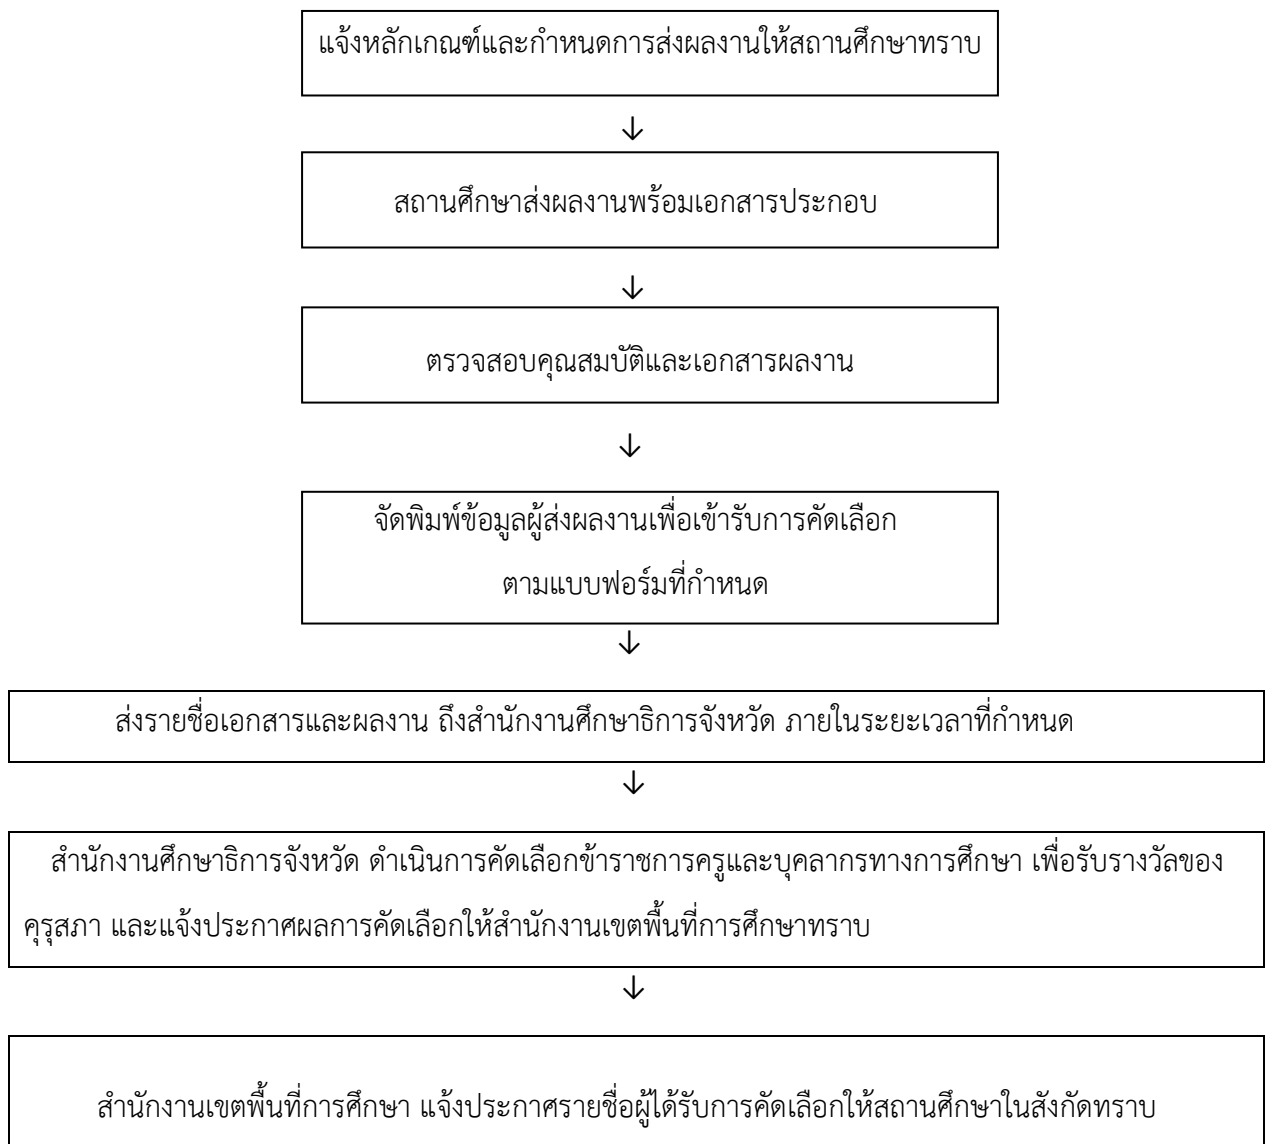 แจ้งหลักเกณฑ์และกำหนดการส่งผลงานให้สถานศึกษาทราบ
สถานศึกษาส่งผลงานพร้อมเอกสารประกอบ
ตรวจสอบคุณสมบัติและเอกสารผลงาน
จัดพิมพ์ข้อมูลผู้ส่งผลงานเพื่อเข้ารับการคัดเลือก
ตามแบบฟอร์มที่กำหนด
ส่งรายชื่อเอกสารและผลงาน ถึงสำนักงานศึกษาธิการจังหวัด ภายในระยะเวลาที่กำหนด
สำนักงานศึกษาธิการจังหวัด ดำเนินการคัดเลือกข้าราชการครูและบุคลากรทางการศึกษา เพื่อรับรางวัลของ
คุรุสภา และแจ้งประกาศผลการคัดเลือกให้สำนักงานเขตพื้นที่การศึกษาทราบ
สำนักงานเขตพื้นที่การศึกษา แจ้งประกาศรายชื่อผู้ได้รับการคัดเลือกให้สถานศึกษาในสังกัดทราบ